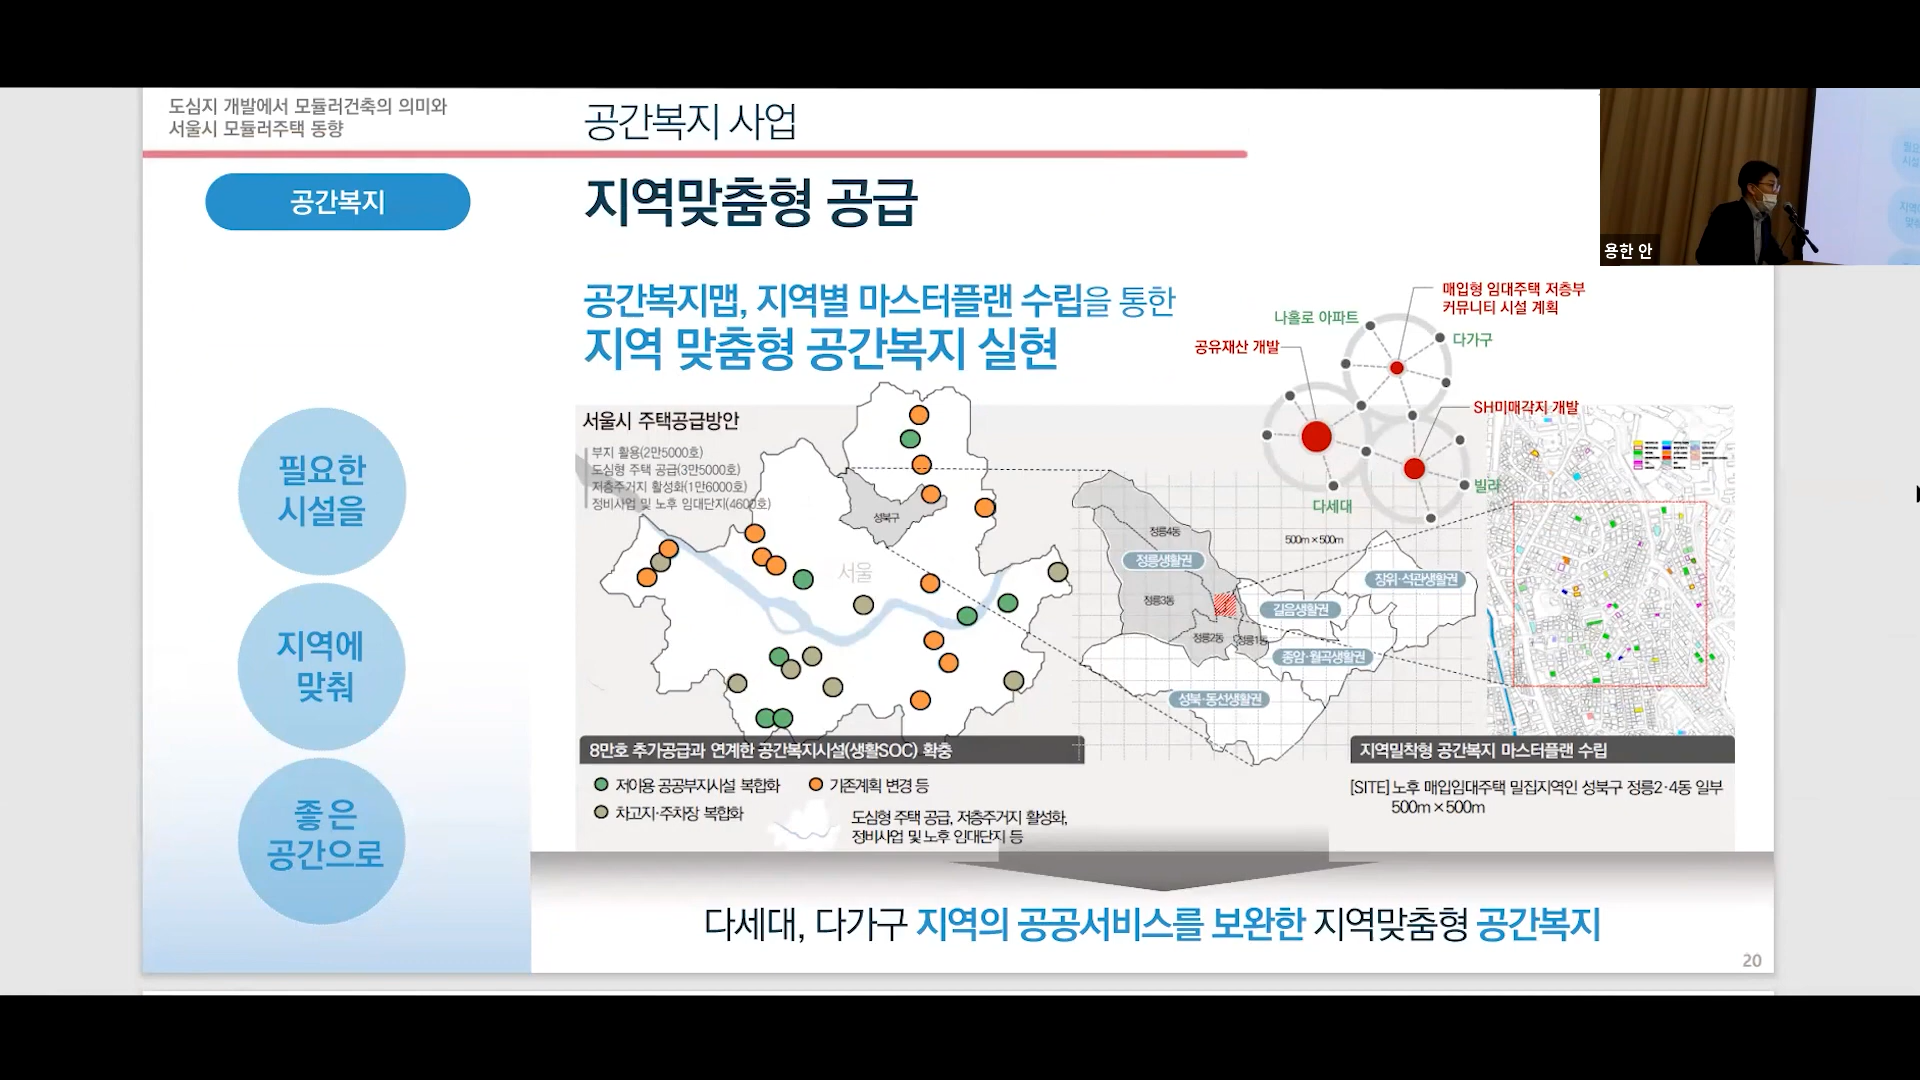 도심지 개발에서 모듈러건축의 의미와
서울시 모듈러주택 동향
공간복지 사업
공간복지
지역맞춤형 공급
용한 안
공간복지맵, 지역별 마스터플랜 수립을 통한
지역 맞춤형 공간복지 실현
매입형 임대주택 저층부
커뮤니티 시설 계획
나홀로 아파트
다가구
공유재산 개발
SH미매각지 개발
빌라
다세대
필요한
시설을
지역에
맞춰
좋은
공간으로
서울시 주택공급방안
부지 활용(2만5000호)
도심형 주택 공급(3만5000호)
저층주거지 활성화(1만6000호)
정비사업 및 노후 임대단지(4600호)
성북구
서울
정릉4동
정릉생활권
정릉3동
500m×500m
장위·석관생활권
길음생활권
정릉2동
정릉1동
종암·월곡생활권
성북·동선생활권
8만호 추가공급과 연계한 공간복지시설(생활SOC) 확충
저이용 공공부지시설 복합화
기존계획 변경 등
차고지·주차장 복합화
도심형 주택 공급, 저층주거지 활성화,
정비사업 및 노후 임대단지 등
지역밀착형 공간복지 마스터플랜 수립
[SITE] 노후 매입임대주택 밀집지역인 성북구 정릉2·4동 일부
500m×500m
다세대, 다가구 지역의 공공서비스를 보완한 지역맞춤형 공간복지
20